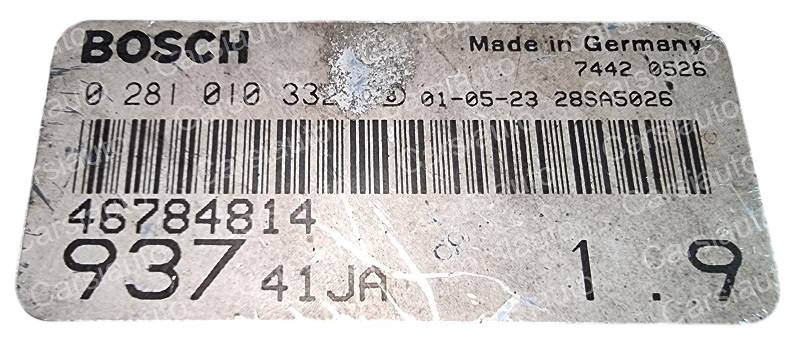 BOSCH Made in Germany
7442 0526
0 281 010 332 01-05-23 28SA5026
46784814
937 41JA 1.9
Carsiauto